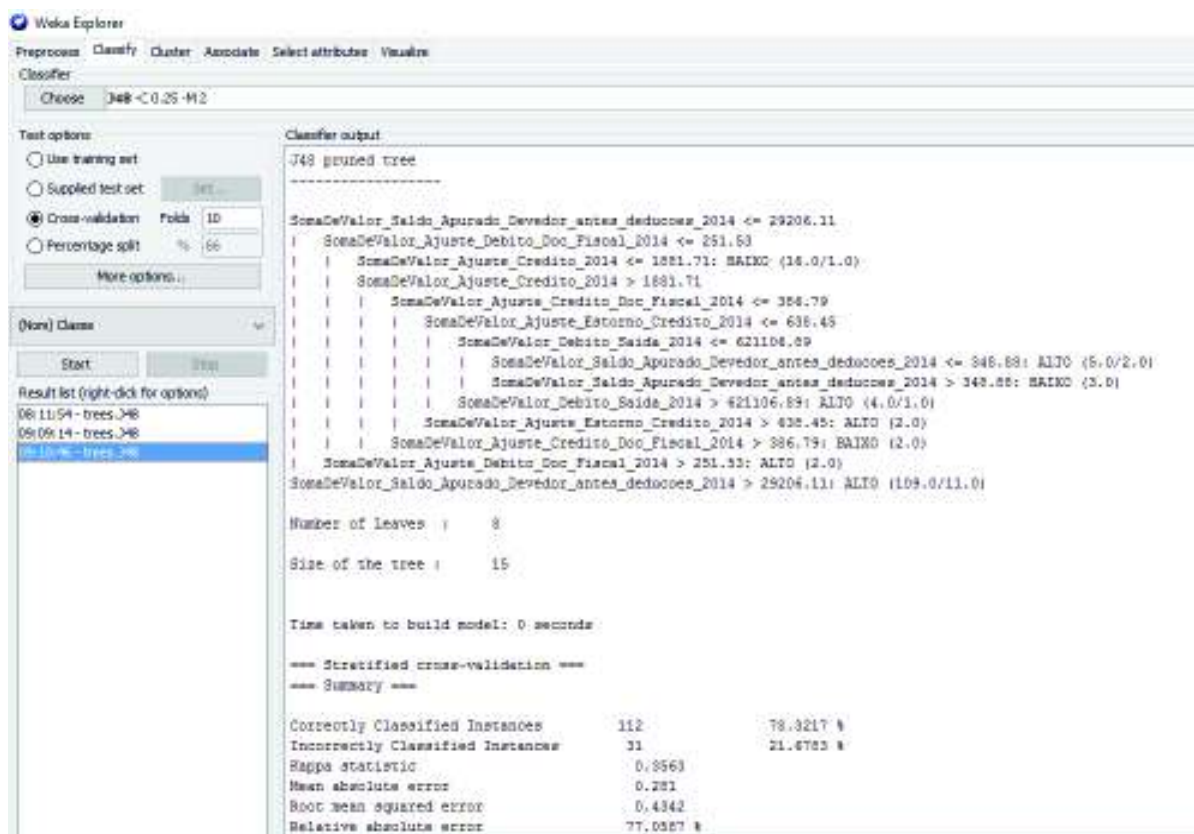 Weka Explorer
Preprocess Classify Cluster Associate Select attributes Visualize
Classifier
Choose J48 -C 0.25 -M 2
Test options
Use training set
Supplied test set Set...
Cross-validation Folds 10
Percentage split % 66
More options...
(Nom) Classe
Start Stop
Result list (right-click for options)
08:11:54 - trees.J48
09:09:14 - trees.J48
09:10:46 - trees.J48
Classifier output
J48 pruned tree
------------------
SomaDeValor_Saldo_Apurado_Devedor_antes_deducoes_2014 <= 29206.11
| SomaDeValor_Ajuste_Debito_Doc_Fiscal_2014 <= 251.53
| | SomaDeValor_Ajuste_Credito_2014 <= 1881.71: BAIXO (16.0/1.0)
| | SomaDeValor_Ajuste_Credito_2014 > 1881.71
| | | SomaDeValor_Ajuste_Credito_Doc_Fiscal_2014 <= 386.79
| | | | SomaDeValor_Ajuste_Estorno_Credito_2014 <= 638.45
| | | | | SomaDeValor_Debito_Saida_2014 <= 621106.89
| | | | | | SomaDeValor_Saldo_Apurado_Devedor_antes_deducoes_2014 <= 348.88: ALTO (5.0/2.0)
| | | | | | SomaDeValor_Saldo_Apurado_Devedor_antes_deducoes_2014 > 348.88: BAIXO (3.0)
| | | | | SomaDeValor_Debito_Saida_2014 > 621106.89: ALTO (4.0/1.0)
| | | | SomaDeValor_Ajuste_Estorno_Credito_2014 > 638.45: ALTO (2.0)
| | | SomaDeValor_Ajuste_Credito_Doc_Fiscal_2014 > 386.79: BAIXO (2.0)
| SomaDeValor_Ajuste_Debito_Doc_Fiscal_2014 > 251.53: ALTO (2.0)
SomaDeValor_Saldo_Apurado_Devedor_antes_deducoes_2014 > 29206.11: ALTO (109.0/11.0)
Number of leaves : 8
Size of the tree : 15
Time taken to build model: 0 seconds
=== Stratified cross-validation ===
=== Summary ===
Correctly Classified Instances 112 78.3217 %
Incorrectly Classified Instances 31 21.6783 %
Kappa statistic 0.3563
Mean absolute error 0.281
Root mean squared error 0.4342
Relative absolute error 77.0587 %